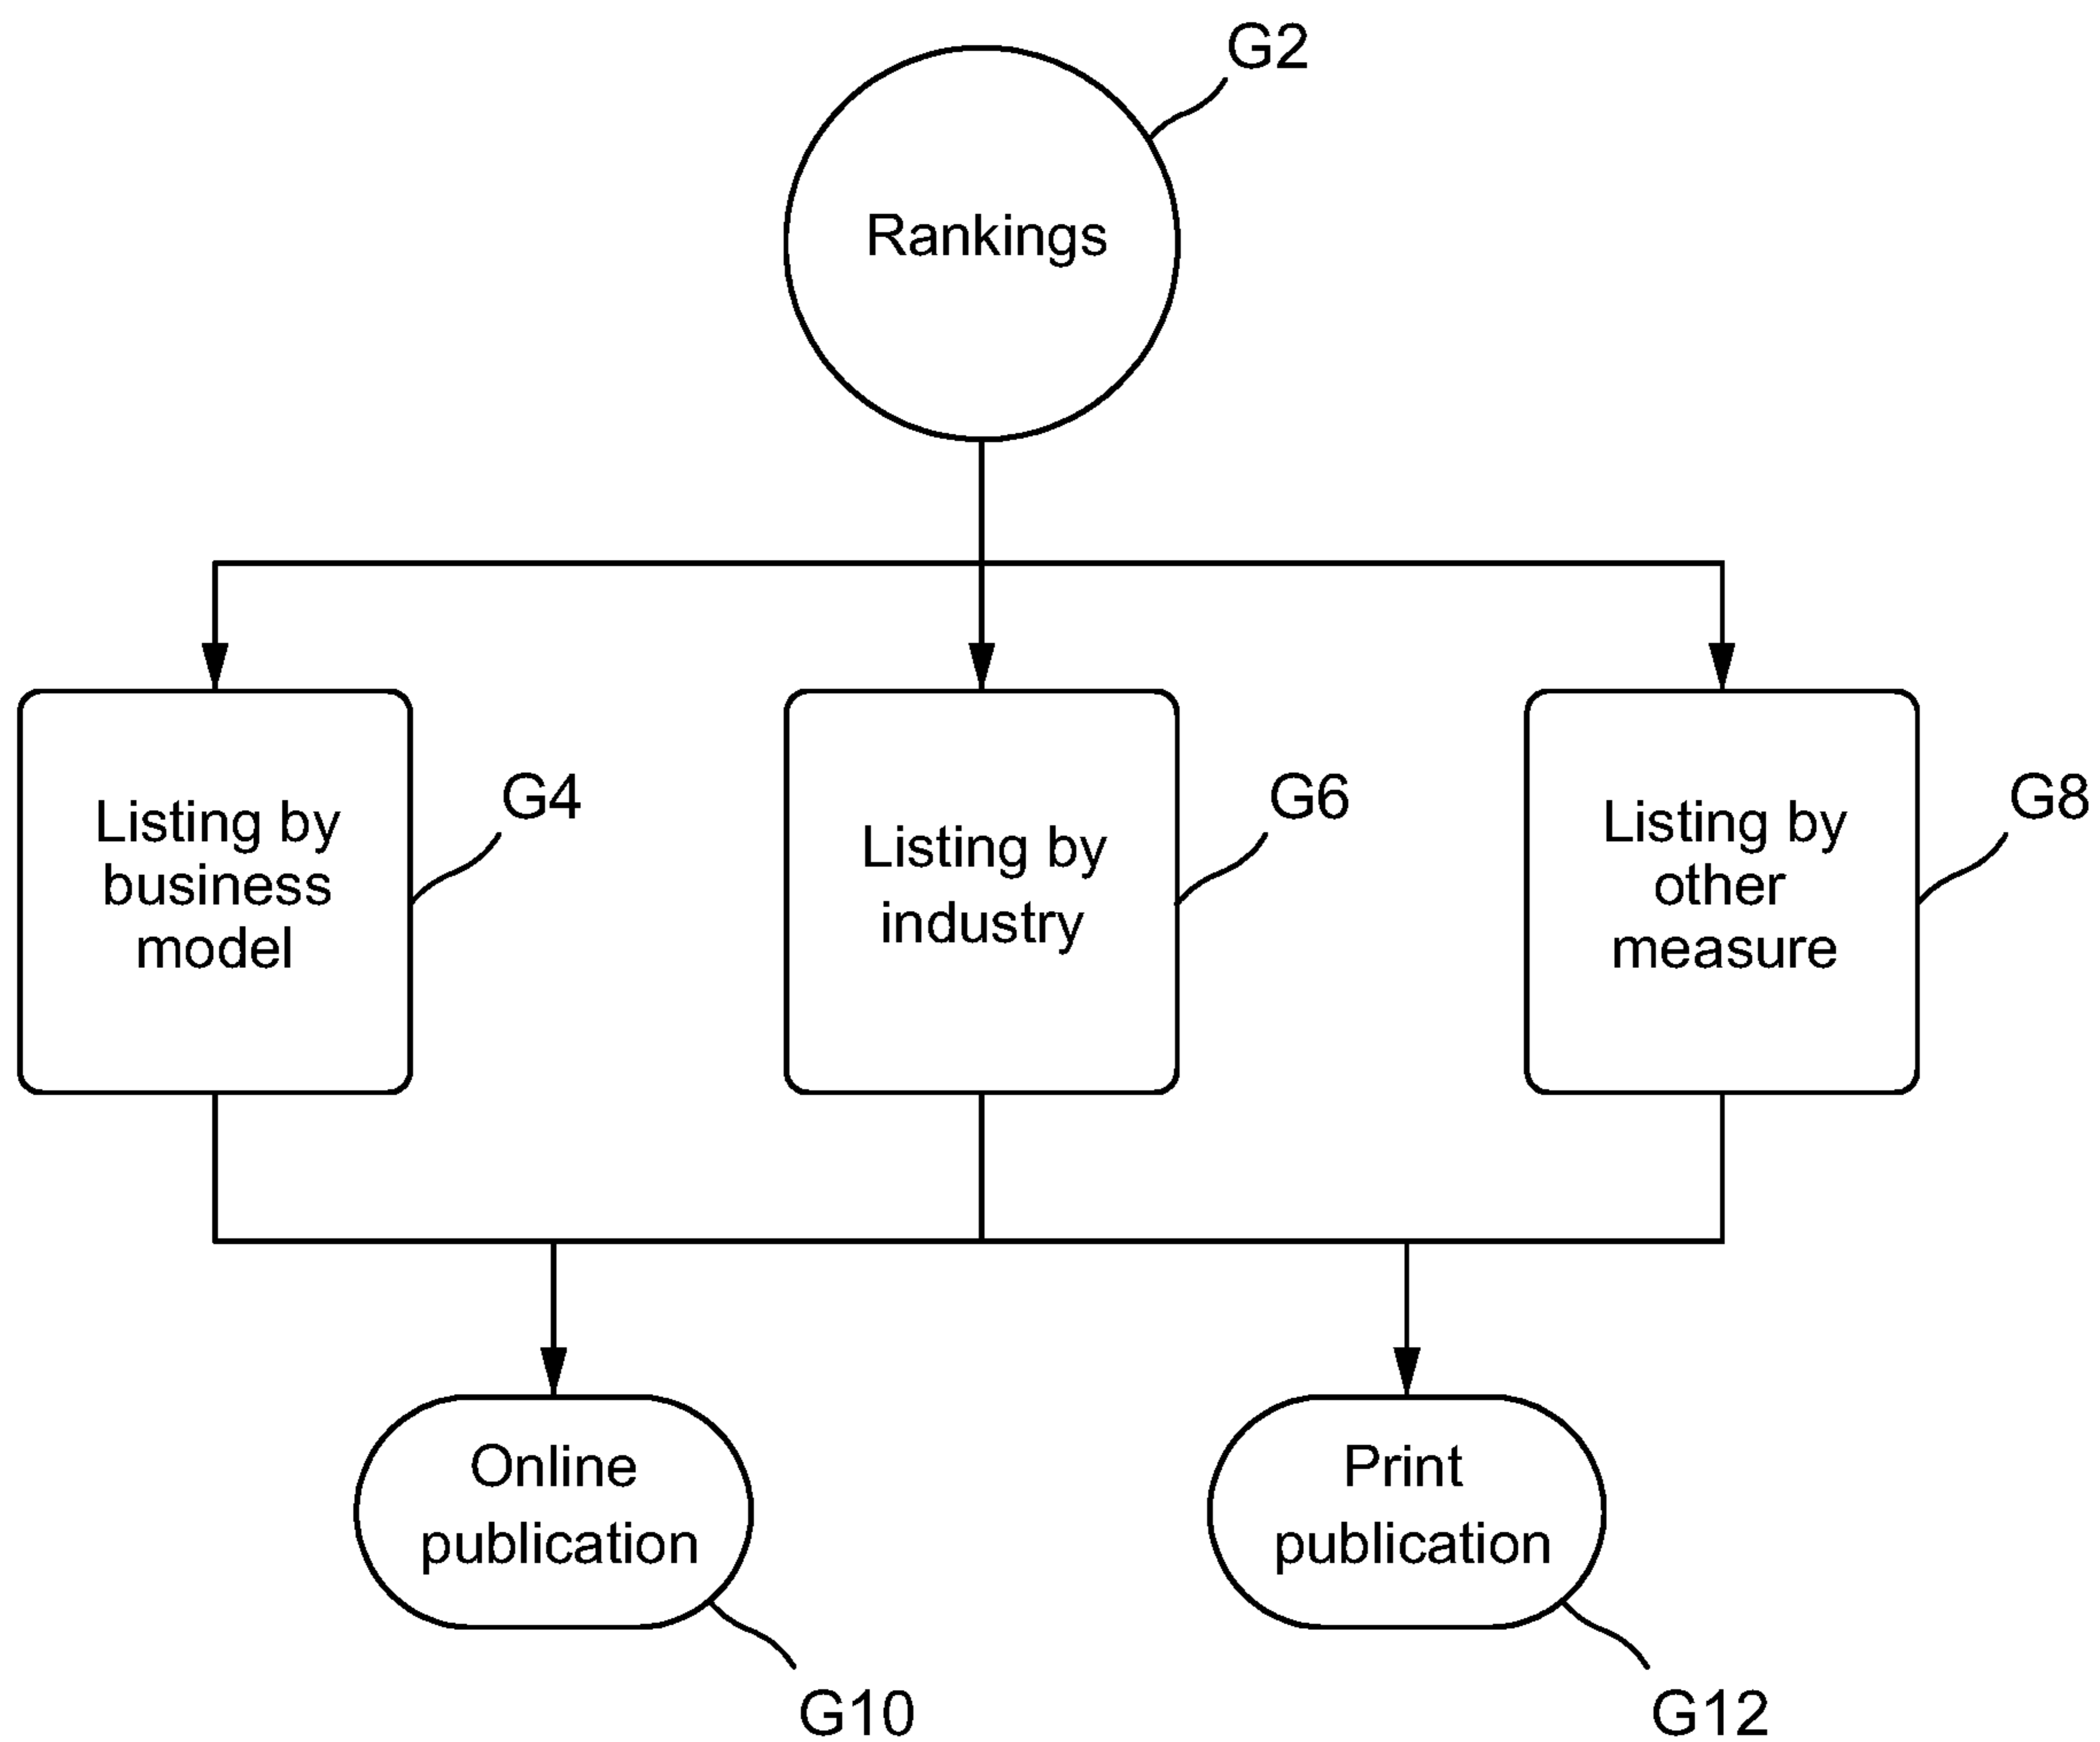 G2
Rankings
Listing by
business
model
G4
Listing by
industry
G6
Listing by
other
measure
G8
Online
publication
G10
Print
publication
G12